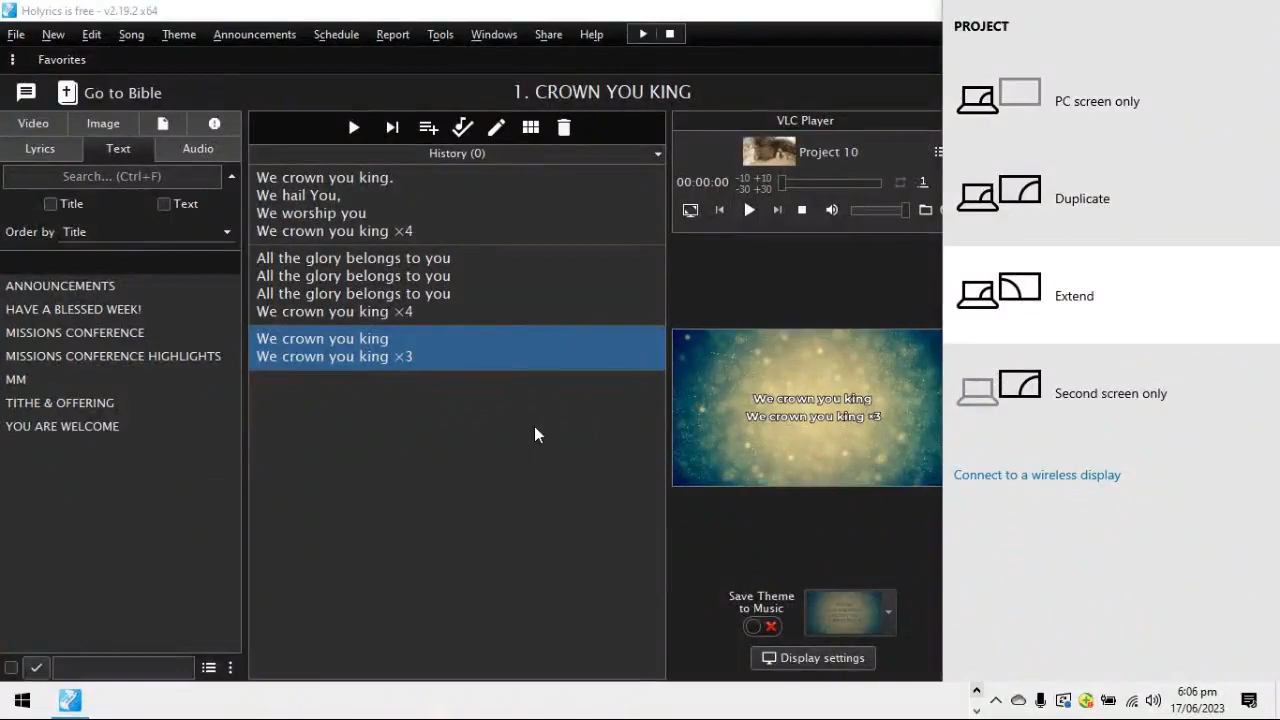 Holyrics is free - v2.19.2 x64
File New Edit Song Theme Announcements Schedule Report Tools Windows Share Help
Favorites
Go to Bible
1. CROWN YOU KING
Video Image
Lyrics Text Audio
Search... (Ctrl+F)
Title Text
Order by Title
ANNOUNCEMENTS
HAVE A BLESSED WEEK!
MISSIONS CONFERENCE
MISSIONS CONFERENCE HIGHLIGHTS
MM
TITHE & OFFERING
YOU ARE WELCOME
History (0)
We crown you king.
We hail You,
We worship you
We crown you king ×4
All the glory belongs to you
All the glory belongs to you
All the glory belongs to you
We crown you king ×4
We crown you king
We crown you king ×3
VLC Player
Project 10
00:00:00
-10 +10
-30 +30
1
We crown you king
We crown you king ×3
Save Theme
to Music
Display settings
PROJECT
PC screen only
Duplicate
Extend
Second screen only
Connect to a wireless display
6:06 pm
17/06/2023